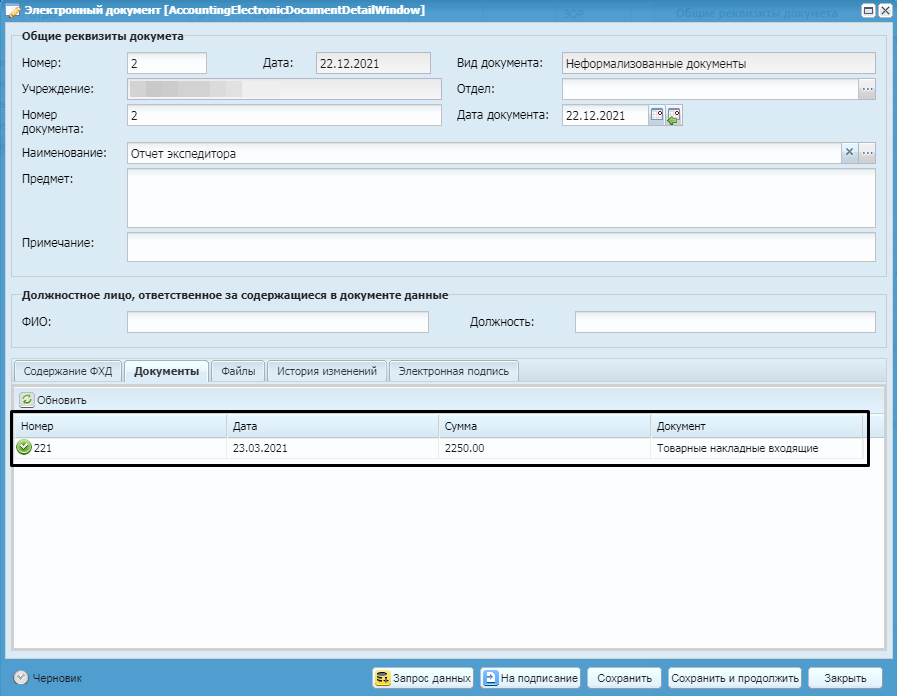 Электронный документ [AccountingElectronicDocumentDetailWindow]
Общие реквизиты докумета
Номер: 2 Дата: 22.12.2021 Вид документа: Неформализованные документы
Учреждение: Отдел:
Номер документа: 2 Дата документа: 22.12.2021
Наименование: Отчет экспедитора
Предмет:
Примечание:
Должностное лицо, ответственное за содержащиеся в документе данные
ФИО: Должность:
Содержание ФХД Документы Файлы История изменений Электронная подпись
Обновить
Номер Дата Сумма Документ
221 23.03.2021 2250.00 Товарные накладные входящие
Черновик Запрос данных На подписание Сохранить Сохранить и продолжить Закрыть